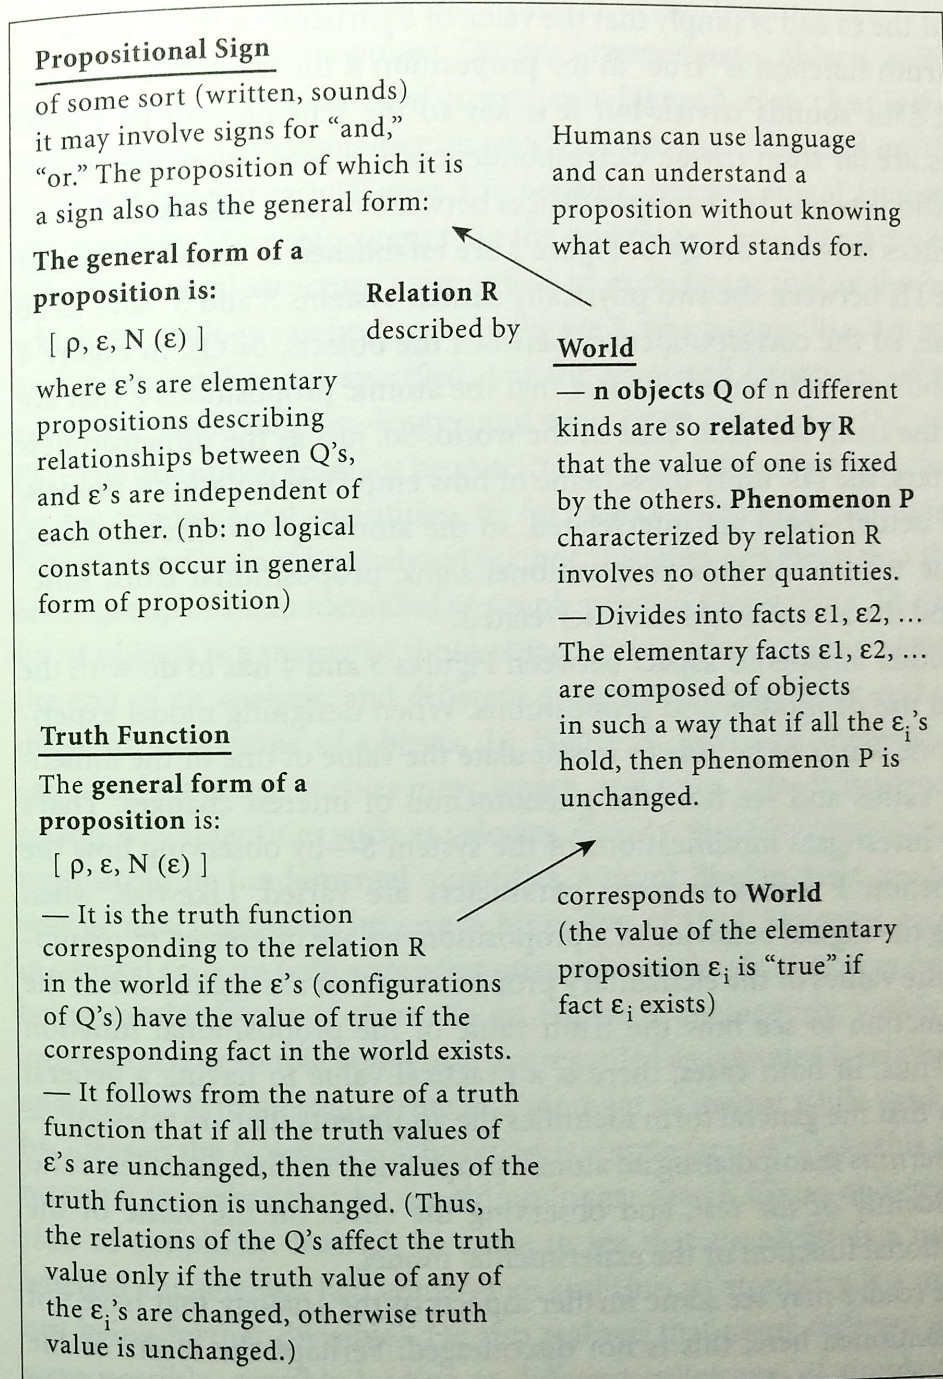 Propositional Sign
of some sort (written, sounds)
it may involve signs for “and,”
“or.” The proposition of which it is
a sign also has the general form:
The general form of a
proposition is:
[ ρ, ε, N (ε) ]
where ε’s are elementary
propositions describing
relationships between Q’s,
and ε’s are independent of
each other. (nb: no logical
constants occur in general
form of proposition)
Humans can use language
and can understand a
proposition without knowing
what each word stands for.
Relation R
described by
World
— n objects Q of n different
kinds are so related by R
that the value of one is fixed
by the others. Phenomenon P
characterized by relation R
involves no other quantities.
— Divides into facts ε1, ε2, ...
The elementary facts ε1, ε2, ...
are composed of objects
in such a way that if all the εi’s
hold, then phenomenon P is
unchanged.
Truth Function
The general form of a
proposition is:
[ ρ, ε, N (ε) ]
— It is the truth function
corresponding to the relation R
in the world if the ε’s (configurations
of Q’s) have the value of true if the
corresponding fact in the world exists.
— It follows from the nature of a truth
function that if all the truth values of
ε’s are unchanged, then the values of the
truth function is unchanged. (Thus,
the relations of the Q’s affect the truth
value only if the truth value of any of
the εi’s are changed, otherwise truth
value is unchanged.)
corresponds to World
(the value of the elementary
proposition εi is “true” if
fact εi exists)